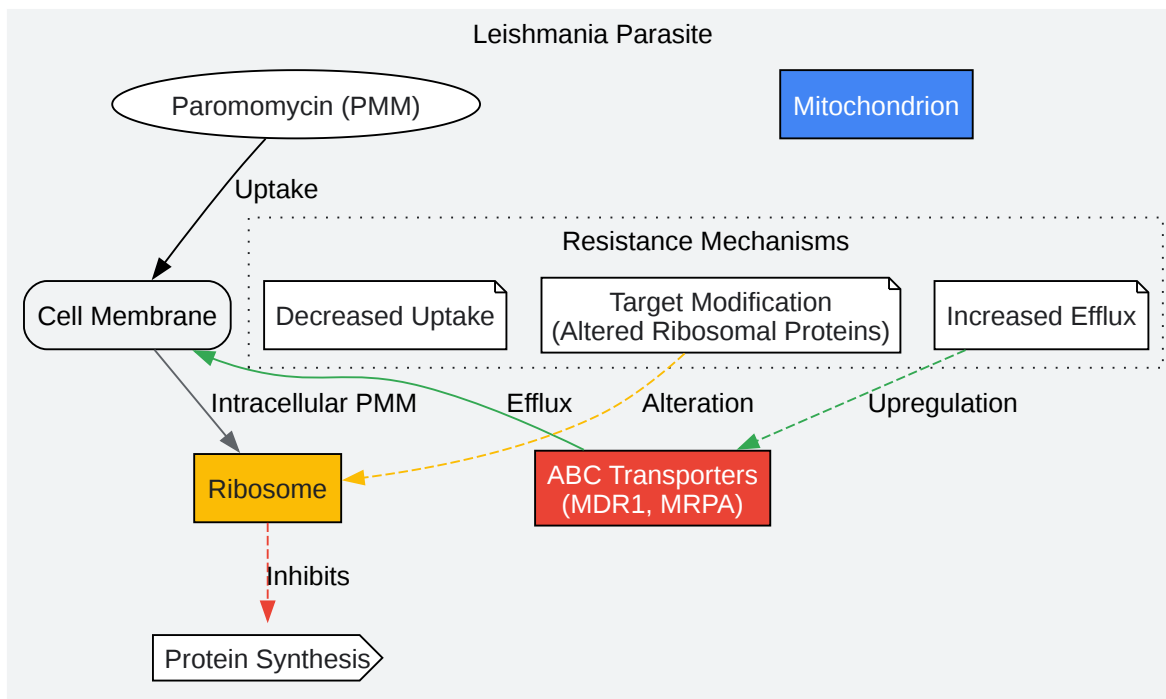 Leishmania Parasite
Paromomycin (PMM)
Mitochondrion
Uptake
Resistance Mechanisms
Cell Membrane
Decreased Uptake
Target Modification
(Altered Ribosomal Proteins)
Increased Efflux
Intracellular PMM
Efflux
Alteration
Upregulation
Ribosome
ABC Transporters
(MDR1, MRPA)
Inhibits
Protein Synthesis